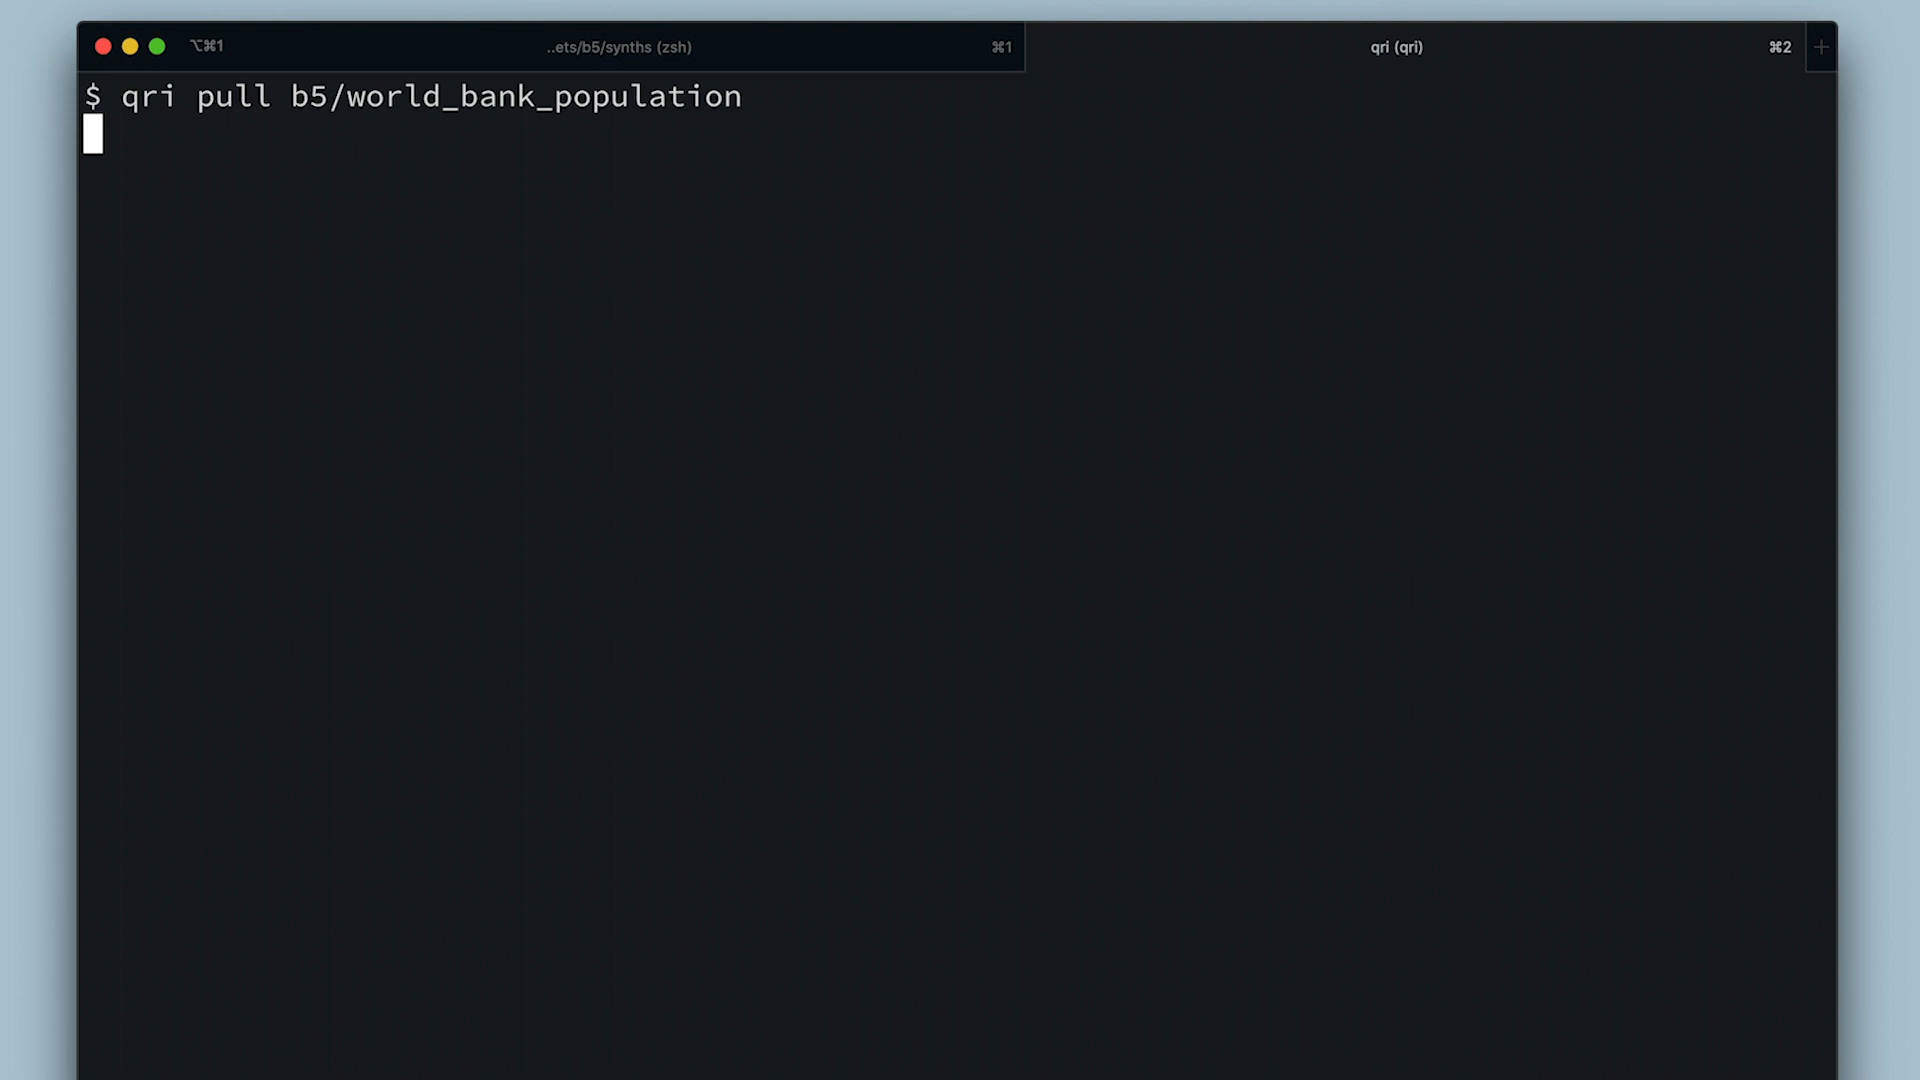 ⌥⌘1 ..ets/b5/synths (zsh) ⌘1 qri (qri) ⌘2 +
$ qri pull b5/world_bank_population